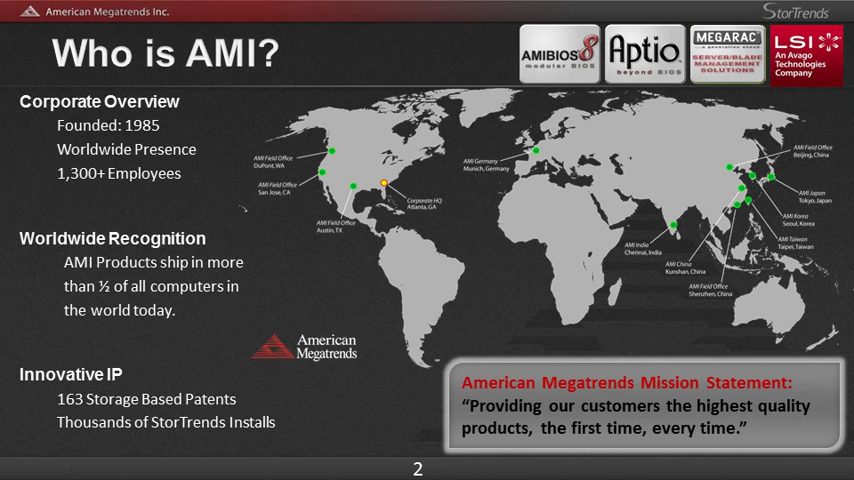 American Megatrends Inc.
StorTrends
Who is AMI?
AMIBIOS8
modular BIOS
Aptio
beyond BIOS
MEGARAC
SERVER/BLADE
MANAGEMENT
SOLUTIONS
LSI
An Avago
Technologies
Company
Corporate Overview
Founded: 1985
Worldwide Presence
1,300+ Employees
Worldwide Recognition
AMI Products ship in more
than ½ of all computers in
the world today.
Innovative IP
163 Storage Based Patents
Thousands of StorTrends Installs
AMI Field Office
DuPont, WA
AMI Field Office
San Jose, CA
AMI Field Office
Austin, TX
Corporate HQ
Atlanta, GA
AMI Germany
Munich, Germany
AMI Field Office
Beijing, China
AMI Japan
Tokyo, Japan
AMI Korea
Seoul, Korea
AMI Taiwan
Taipei, Taiwan
AMI India
Chennai, India
AMI China
Kunshan, China
AMI Field Office
Shenzhen, China
American
Megatrends
American Megatrends Mission Statement:
“Providing our customers the highest quality
products, the first time, every time.”
2